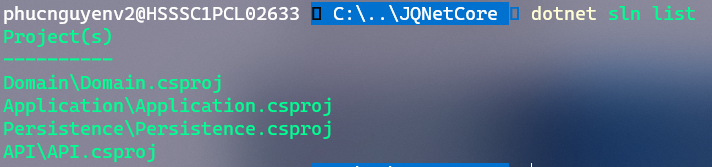 phucnguyenv2@HSSSC1PCL02633 C:\..\JQNetCore dotnet sln list
Project(s)
----------
Domain\Domain.csproj
Application\Application.csproj
Persistence\Persistence.csproj
API\API.csproj